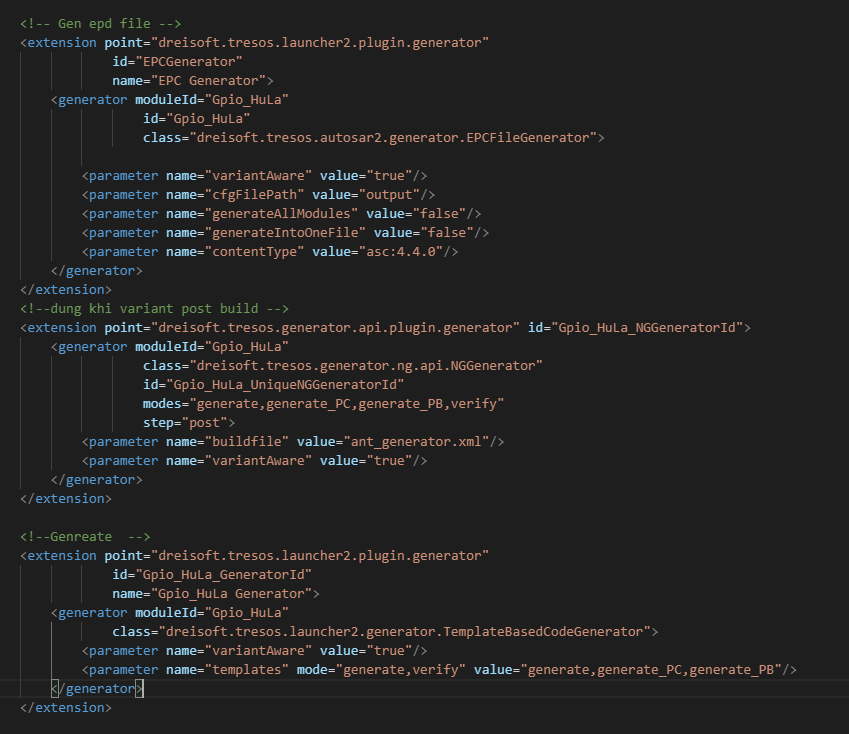 <!-- Gen epd file -->
<extension point="dreisoft.tresos.launcher2.plugin.generator"
id="EPCGenerator"
name="EPC Generator">
<generator moduleId="Gpio_HuLa"
id="Gpio_HuLa"
class="dreisoft.tresos.autosar2.generator.EPCFileGenerator">
<parameter name="variantAware" value="true"/>
<parameter name="cfgFilePath" value="output"/>
<parameter name="generateAllModules" value="false"/>
<parameter name="generateIntoOneFile" value="false"/>
<parameter name="contentType" value="asc:4.4.0"/>
</generator>
</extension>
<!--dung khi variant post build -->
<extension point="dreisoft.tresos.generator.api.plugin.generator" id="Gpio_HuLa_NGGeneratorId">
<generator moduleId="Gpio_HuLa"
class="dreisoft.tresos.generator.ng.api.NGGenerator"
id="Gpio_HuLa_UniqueNGGeneratorId"
modes="generate,generate_PC,generate_PB,verify"
step="post">
<parameter name="buildfile" value="ant_generator.xml"/>
<parameter name="variantAware" value="true"/>
</generator>
</extension>
<!--Genreate  -->
<extension point="dreisoft.tresos.launcher2.plugin.generator"
id="Gpio_HuLa_GeneratorId"
name="Gpio_HuLa Generator">
<generator moduleId="Gpio_HuLa"
class="dreisoft.tresos.launcher2.generator.TemplateBasedCodeGenerator">
<parameter name="variantAware" value="true"/>
<parameter name="templates" mode="generate,verify" value="generate,generate_PC,generate_PB"/>
</generator>
</extension>